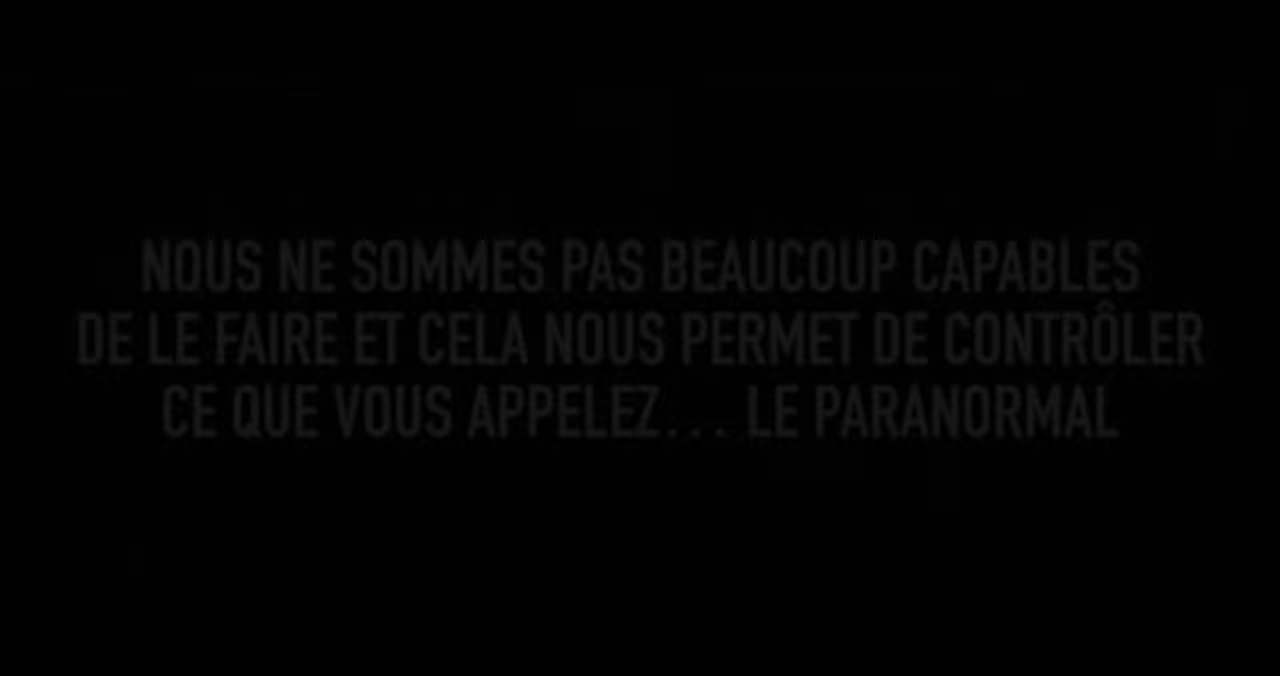 NOUS NE SOMMES PAS BEAUCOUP CAPABLES
DE LE FAIRE ET CELA NOUS PERMET DE CONTRÔLER
CE QUE VOUS APPELEZ... LE PARANORMAL